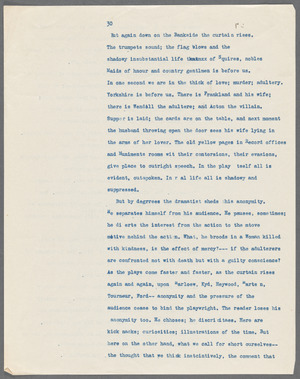 30
But again down on the Bankside the curtain rises.
The trumpets sound; the flag blows and the
shadowy insubstantial life of Squires, nobles
Maids of honour and country gentlemen is before us.
In one second we are in the thick of love; murder; adultery.
Yorkshire is before us. There is Frankland and his wife;
there is Wendall the adulterer; and Acton the villain.
Supper is laid; the cards are on the table, and next moment
the husband throwing open the door sees his wife lying in
the arms of her lover. The old yellow pages in Record offices
and Muniment rooms with their contorsions, their evasions,
give place to outright speech. In the play itself all is
evident, outspoken. In real life all is shadowy and
suppressed.
But by degrees the dramatist sheds this anonymity.
He separates himself from his audience. He pauses, sometimes;
he diverts the interest from the action to the
motive behind the action. What, he broods in a Woman killed
with kindness, is the effect of mercy?--- if the adulterers
are confronted not with death but with a guilty conscience?
As the plays come faster and faster, as the curtain rises
again and again, upon Marlowe, Kyd, Heywood, Marston,
Tourneur, Ford-- anonymity and the pressure of the
audience cease to bind the playwright. The reader loses his
anonymity too. He chooses; he discriminates. Here are
kick nacks; curiosities; illustrations of the time. But
here on the other hand, what we call for short ourselves--
the thought that we think instinctively, the comment that